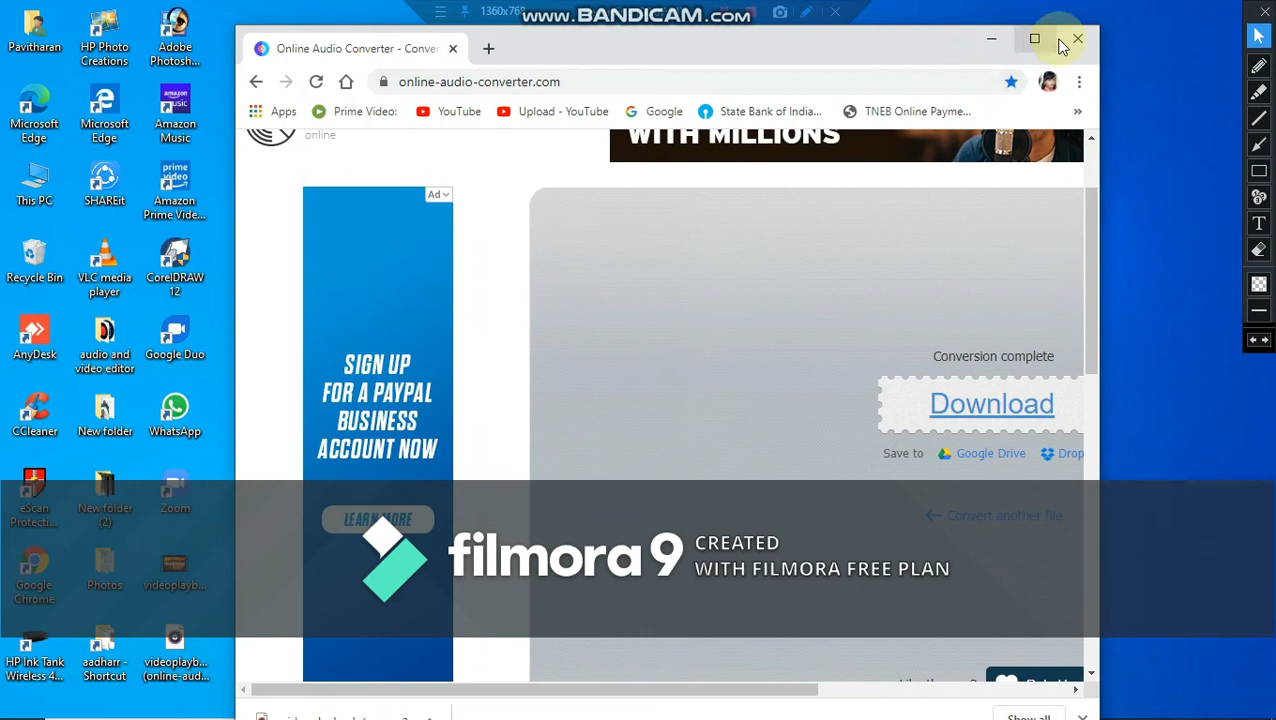 1360x768
www.BANDICAM.com
Pavitharan
HP Photo
Creations
Adobe
Photosh...
Microsoft
Edge
Microsoft
Edge
Amazon
Music
This PC
SHAREit
Amazon
Prime Vide...
Recycle Bin
VLC media
player
CorelDRAW
12
AnyDesk
audio and
video editor
Google Duo
CCleaner
New folder
WhatsApp
eScan
Protecti...
New folder
(2)
Zoom
Google
Chrome
Photos
videoplayb...
HP Ink Tank
Wireless 4...
aadharr -
Shortcut
videoplayb...
(online-aud...
Online Audio Converter - Conver
online-audio-converter.com
Apps
Prime Video:
YouTube
Upload - YouTube
Google
State Bank of India...
TNEB Online Payme...
»
online
WITH MILLIONS
Ad
SIGN UP
FOR A PAYPAL
BUSINESS
ACCOUNT NOW
LEARN MORE
Conversion complete
Download
Save to
Google Drive
Drop
Convert another file
filmora 9
CREATED
WITH FILMORA FREE PLAN
Show all
T